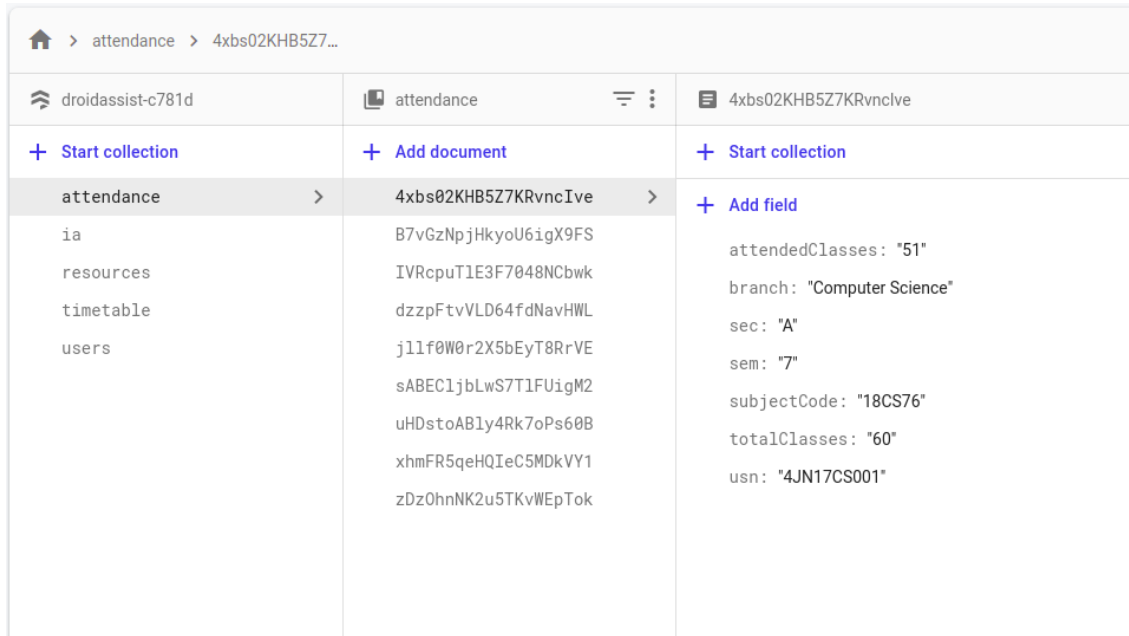 attendance > 4xbs02KHB5Z7...
droidassist-c781d
attendance
4xbs02KHB5Z7KRvncIve
+ Start collection
+ Add document
+ Start collection
attendance
ia
resources
timetable
users
4xbs02KHB5Z7KRvncIve
B7vGzNpjHkyoU6igX9FS
IVRcpuTlE3F7048NCbwk
dzzpFtvVLD64fdNavHWL
jllf0W0r2X5bEyT8RrVE
sABECljbLwS7TlFUigM2
uHDstoABly4Rk7oPs60B
xhmFR5qeHQIeC5MDkVY1
zDzOhnNK2u5TKvWEpTok
+ Add field
attendedClasses: "51"
branch: "Computer Science"
sec: "A"
sem: "7"
subjectCode: "18CS76"
totalClasses: "60"
usn: "4JN17CS001"